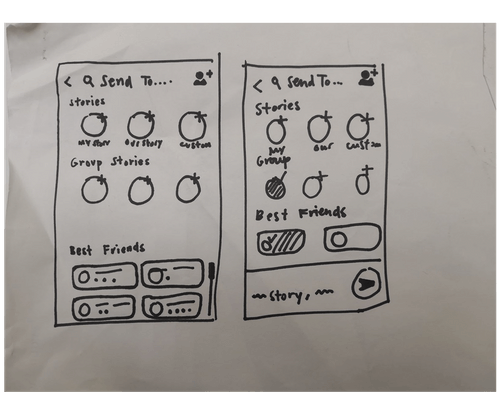 < Send To....
Stories
My story Our story Custom
Group Stories
Best Friends
< Send To...
Stories
My Our Custom
Group
Best Friends
story,